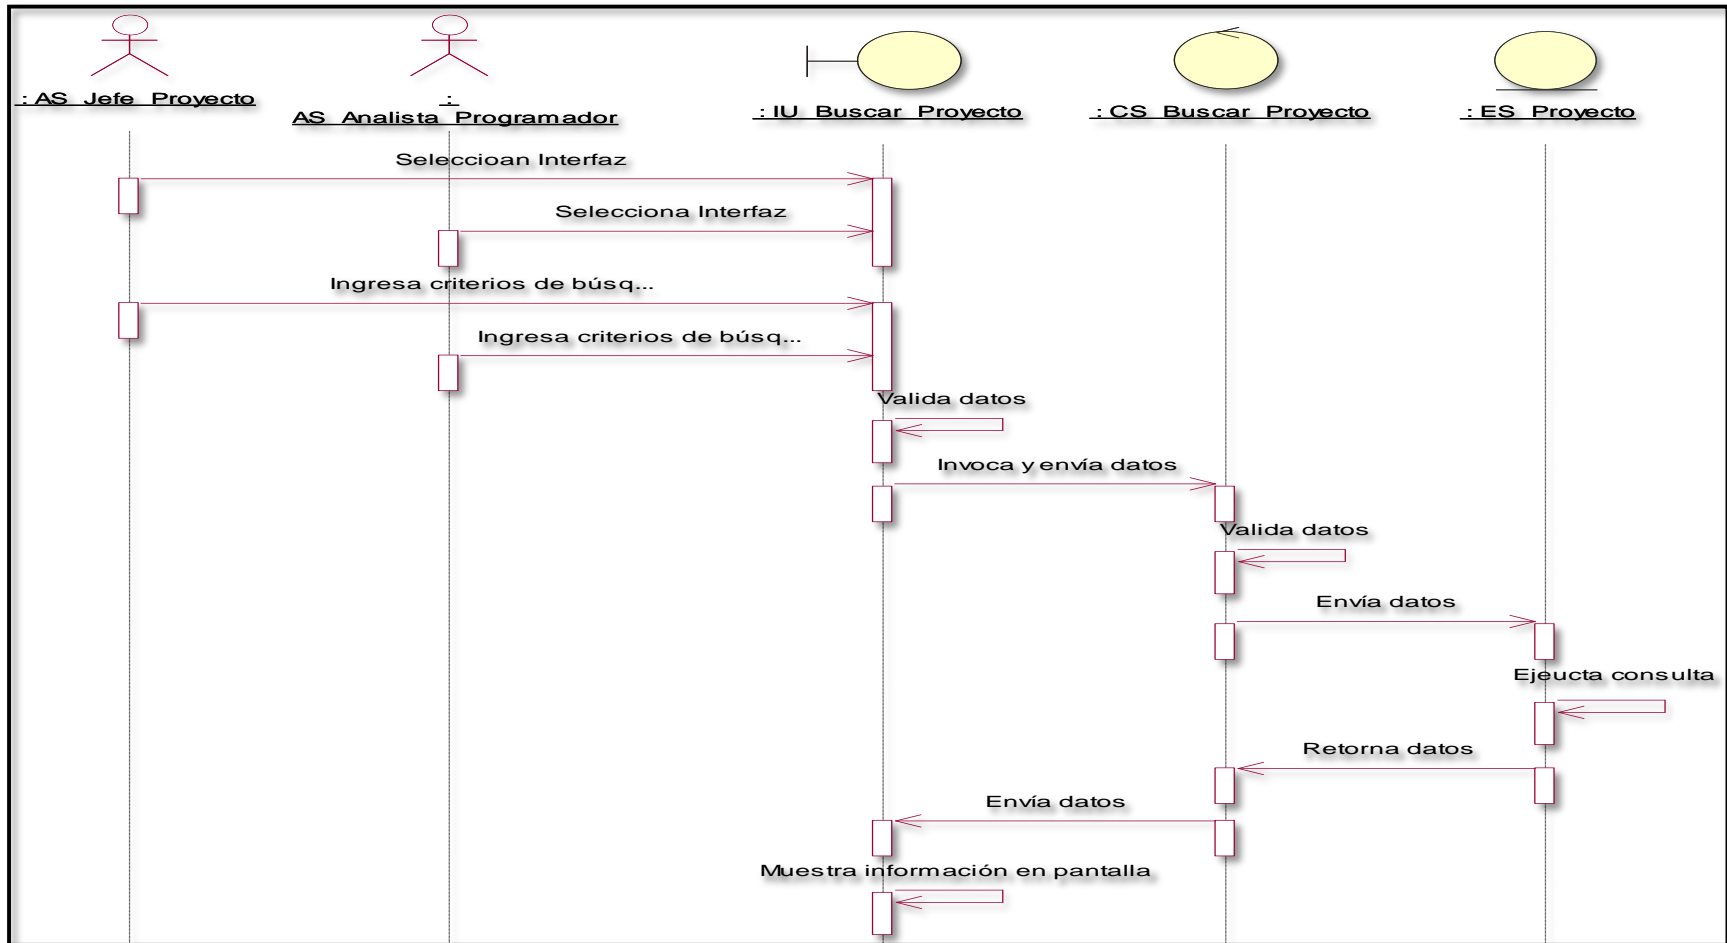 : AS_Jefe_Proyecto
:
AS_Analista_Programador
: IU_Buscar_Proyecto
: CS_Buscar_Proyecto
: ES_Proyecto
Seleccioan Interfaz
Selecciona Interfaz
Ingresa criterios de búsq...
Ingresa criterios de búsq...
Valida datos
Invoca y envía datos
Valida datos
Envía datos
Ejeucta consulta
Retorna datos
Envía datos
Muestra información en pantalla